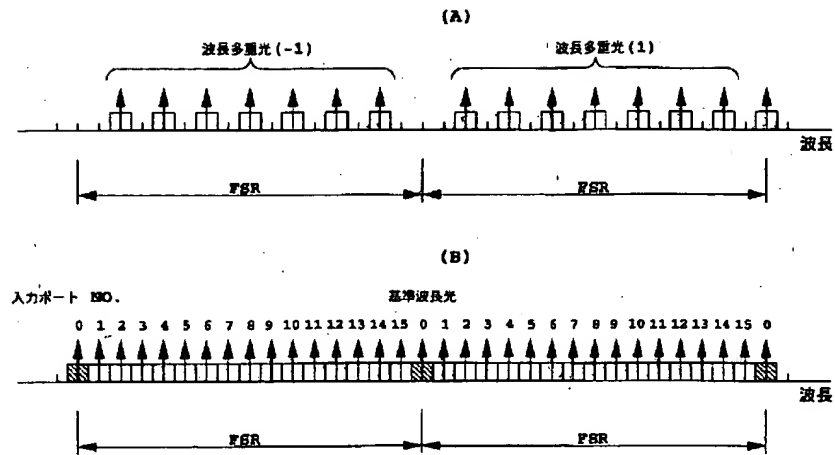 (A)
波長多重光(-1) 波長多重光(1)
波長
FSR FSR
(B)
入力ポート NO. 基準波長光
0 1 2 3 4 5 6 7 8 9 10 11 12 13 14 15 0 1 2 3 4 5 6 7 8 9 10 11 12 13 14 15 0
波長
FSR FSR